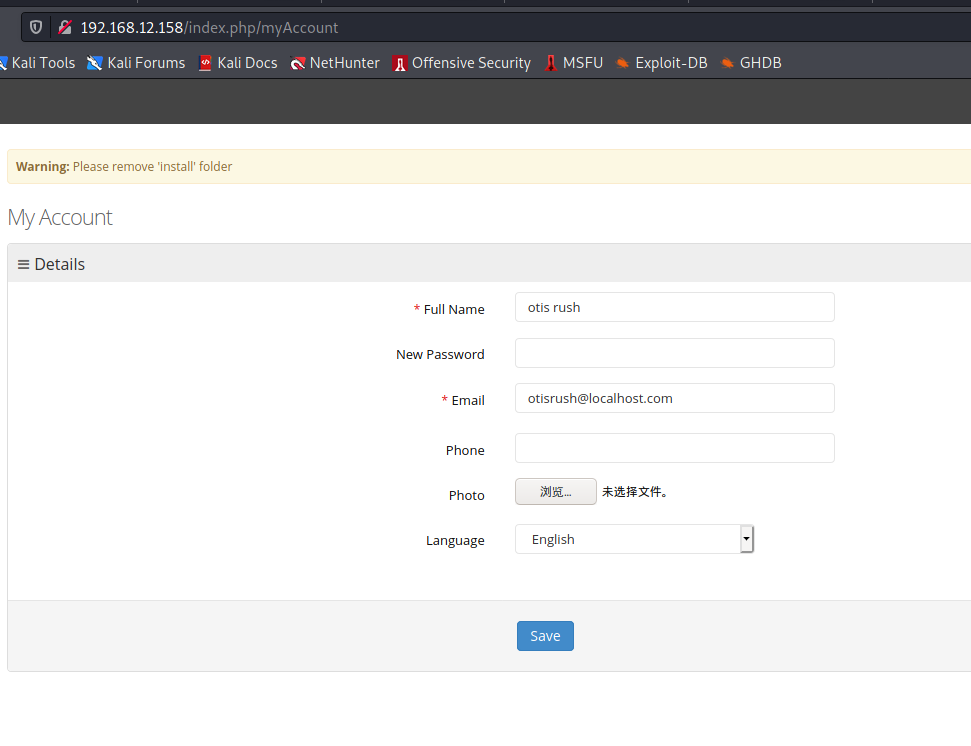 192.168.12.158/index.php/myAccount
Kali Tools Kali Forums Kali Docs NetHunter Offensive Security MSFU Exploit-DB GHDB
Warning: Please remove 'install' folder
My Account
Details
* Full Name otis rush
New Password
* Email otisrush@localhost.com
Phone
Photo 浏览... 未选择文件。
Language English
Save